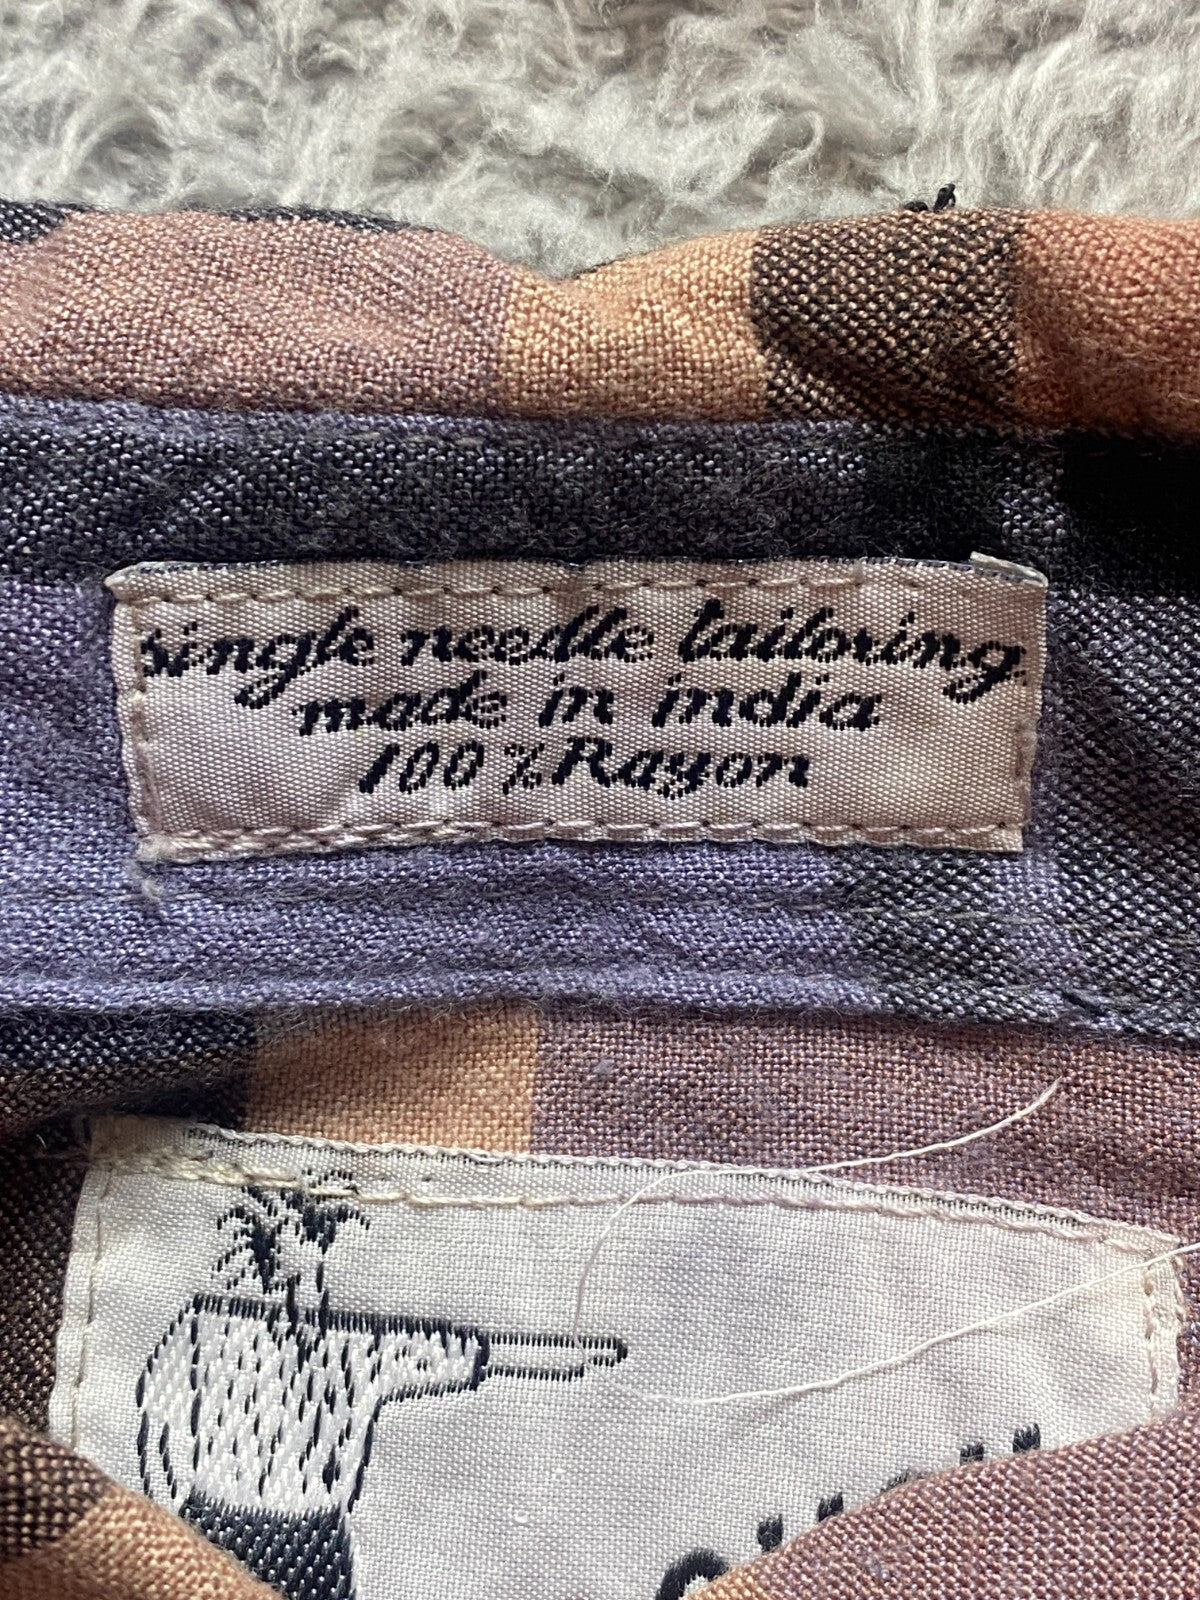 single needle tailoring
made in india
100% Rayon